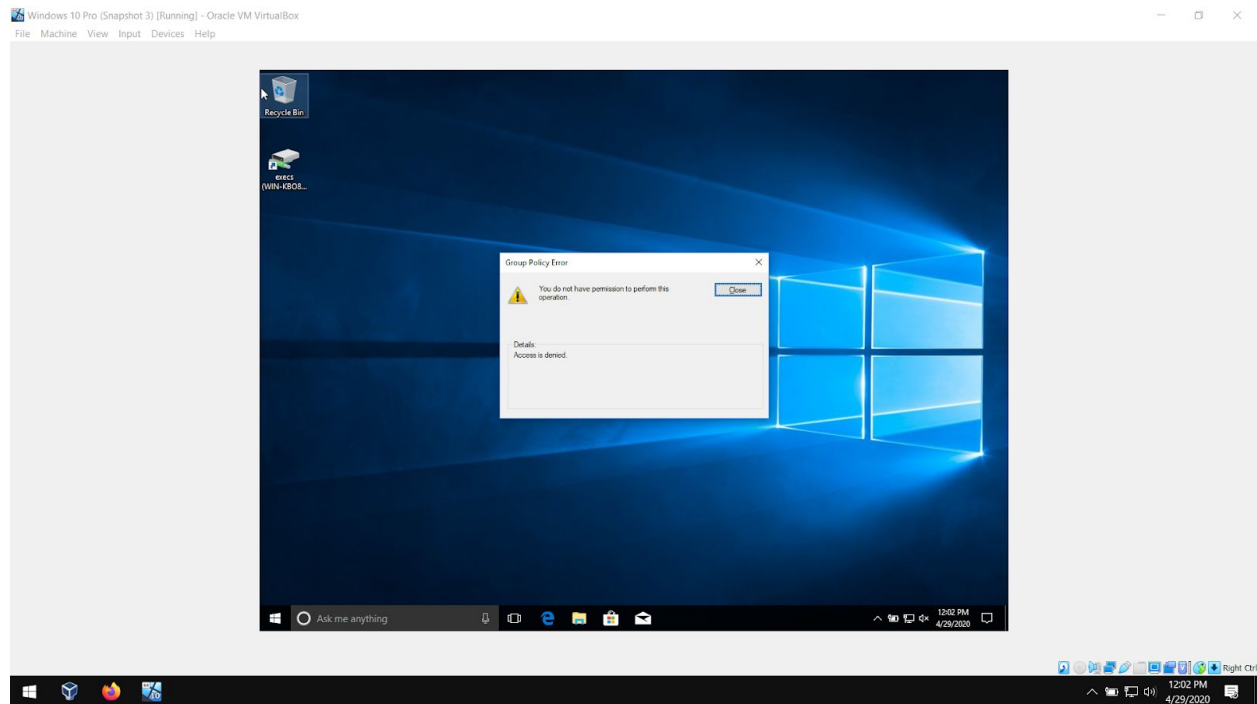 Windows 10 Pro (Snapshot 3) [Running] - Oracle VM VirtualBox
File Machine View Input Devices Help
Recycle Bin
execs
(WIN-KBO8...
Group Policy Error
You do not have permission to perform this
operation.
Close
Details:
Access is denied.
Ask me anything
12:02 PM
4/29/2020
Right Ctrl
12:02 PM
4/29/2020